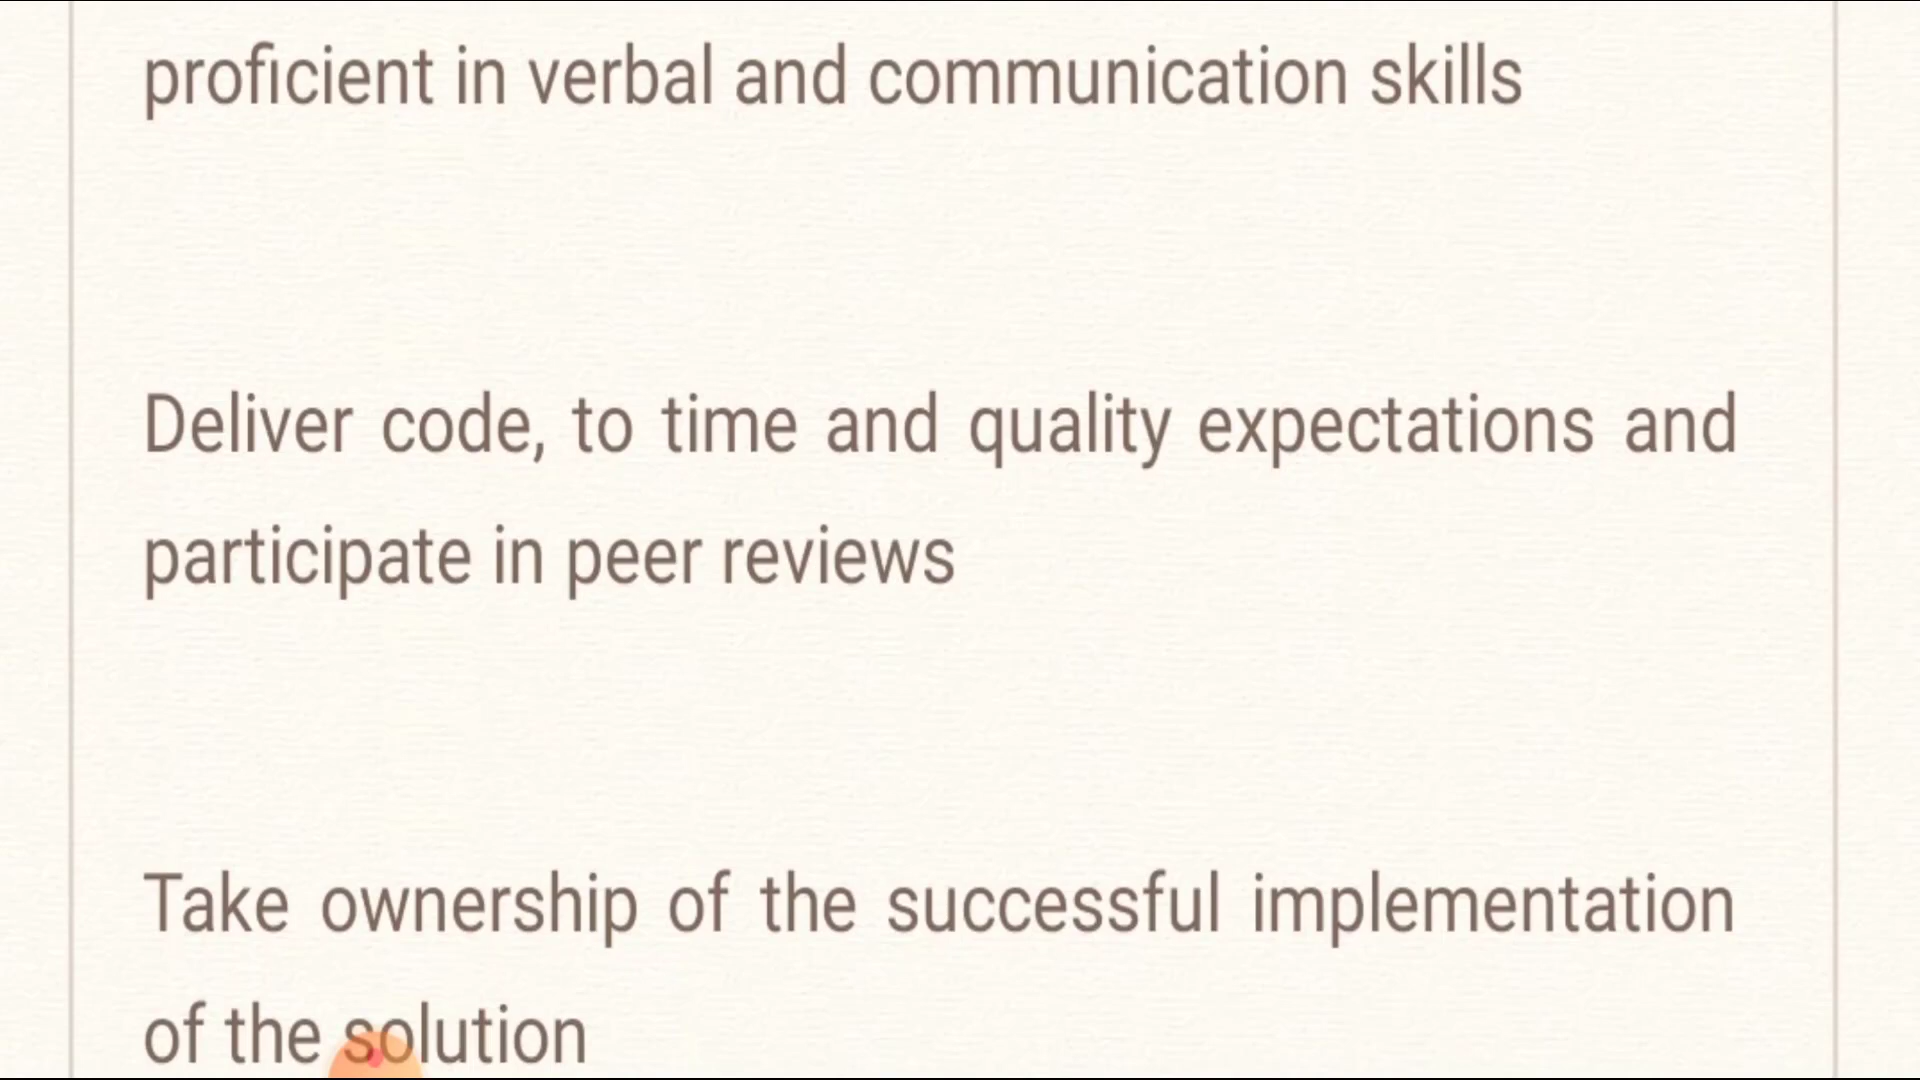 proficient in verbal and communication skills
Deliver code, to time and quality expectations and
participate in peer reviews
Take ownership of the successful implementation
of the solution